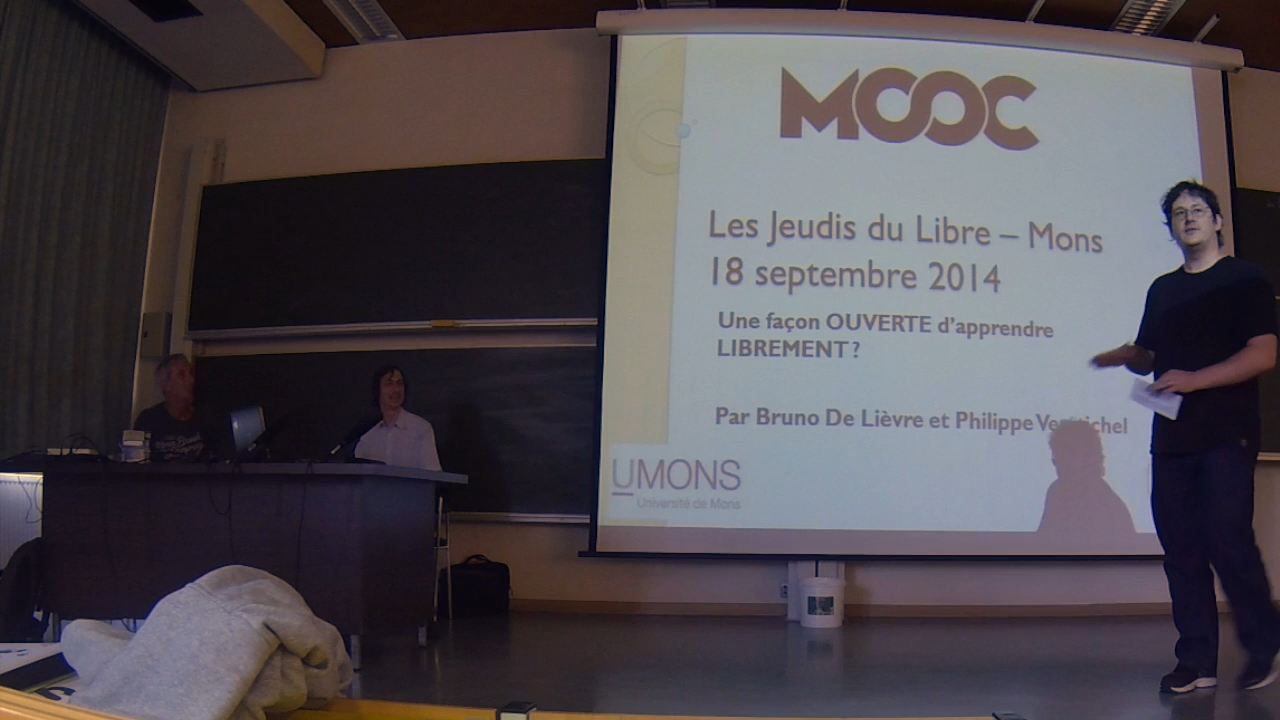 MOOC
Les Jeudis du Libre – Mons
18 septembre 2014
Une façon OUVERTE d'apprendre
LIBREMENT ?
Par Bruno De Lièvre et Philippe
UMONS
Université de Mons